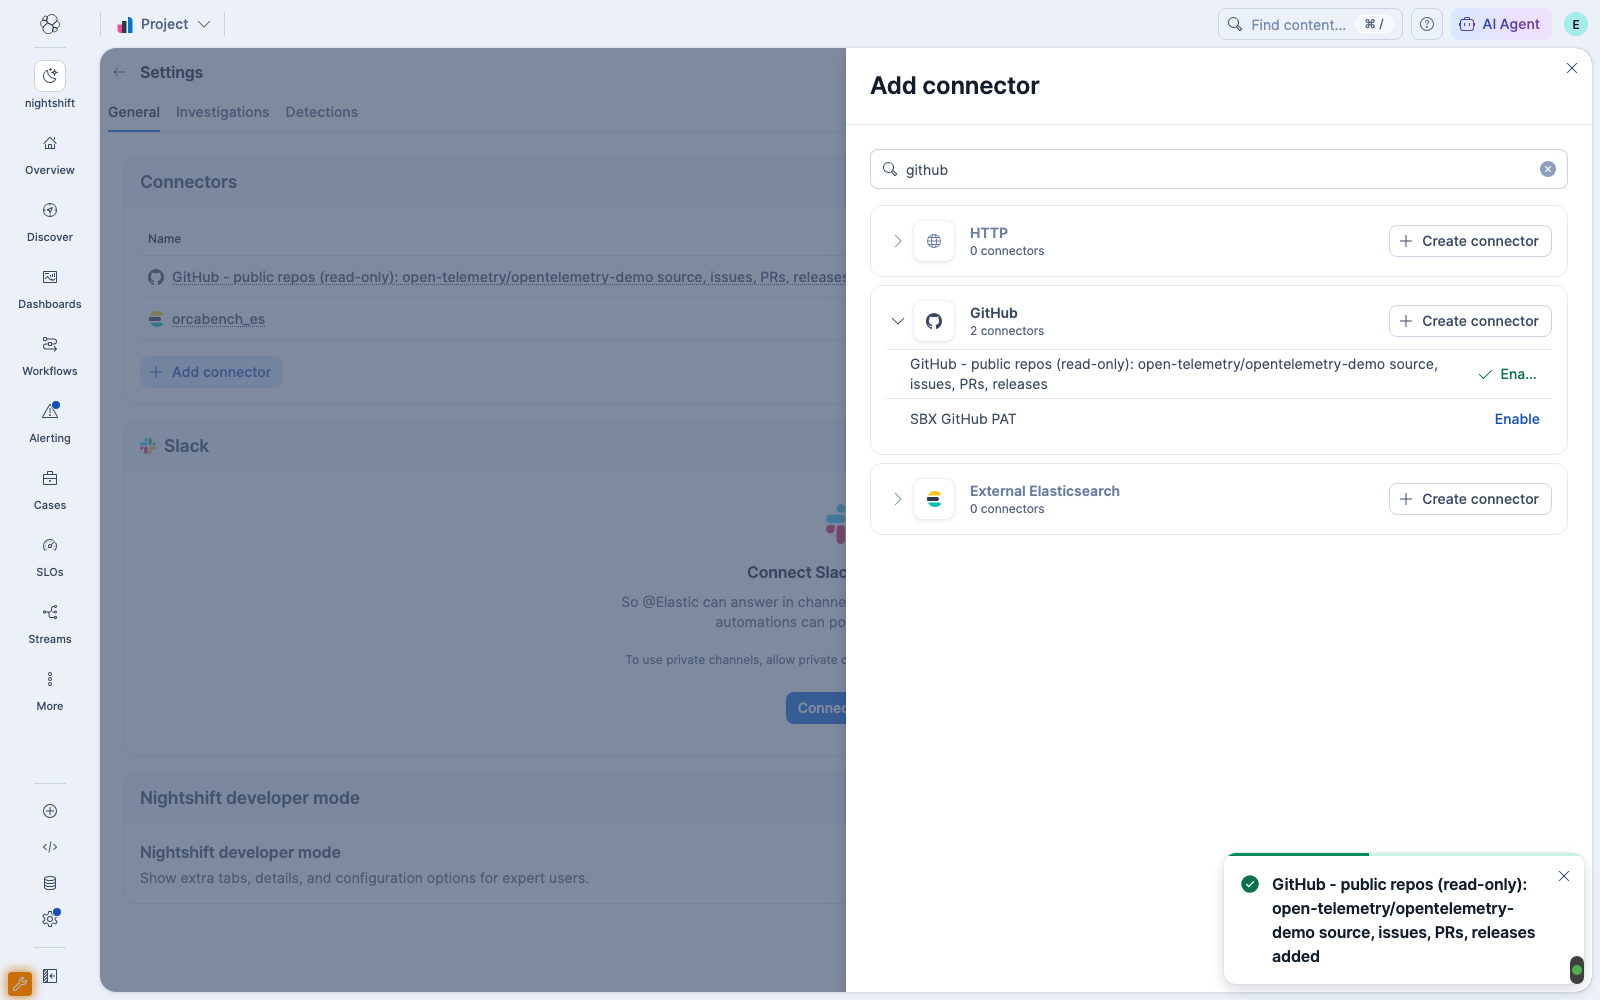 Project
Find content...
⌘ /
AI Agent
E
nightshift
Overview
Discover
Dashboards
Workflows
Alerting
Cases
SLOs
Streams
More
Settings
General
Investigations
Detections
Connectors
Name
GitHub - public repos (read-only): open-telemetry/opentelemetry-demo source, issues, PRs, releases
orcabench_es
Add connector
Slack
Connect Slac
So @Elastic can answer in channe
automations can po
To use private channels, allow private c
Connec
Nightshift developer mode
Nightshift developer mode
Show extra tabs, details, and configuration options for expert users.
Add connector
github
HTTP
0 connectors
Create connector
GitHub
2 connectors
Create connector
GitHub - public repos (read-only): open-telemetry/opentelemetry-demo source,
issues, PRs, releases
Ena...
SBX GitHub PAT
Enable
External Elasticsearch
0 connectors
Create connector
GitHub - public repos (read-only):
open-telemetry/opentelemetry-
demo source, issues, PRs, releases
added